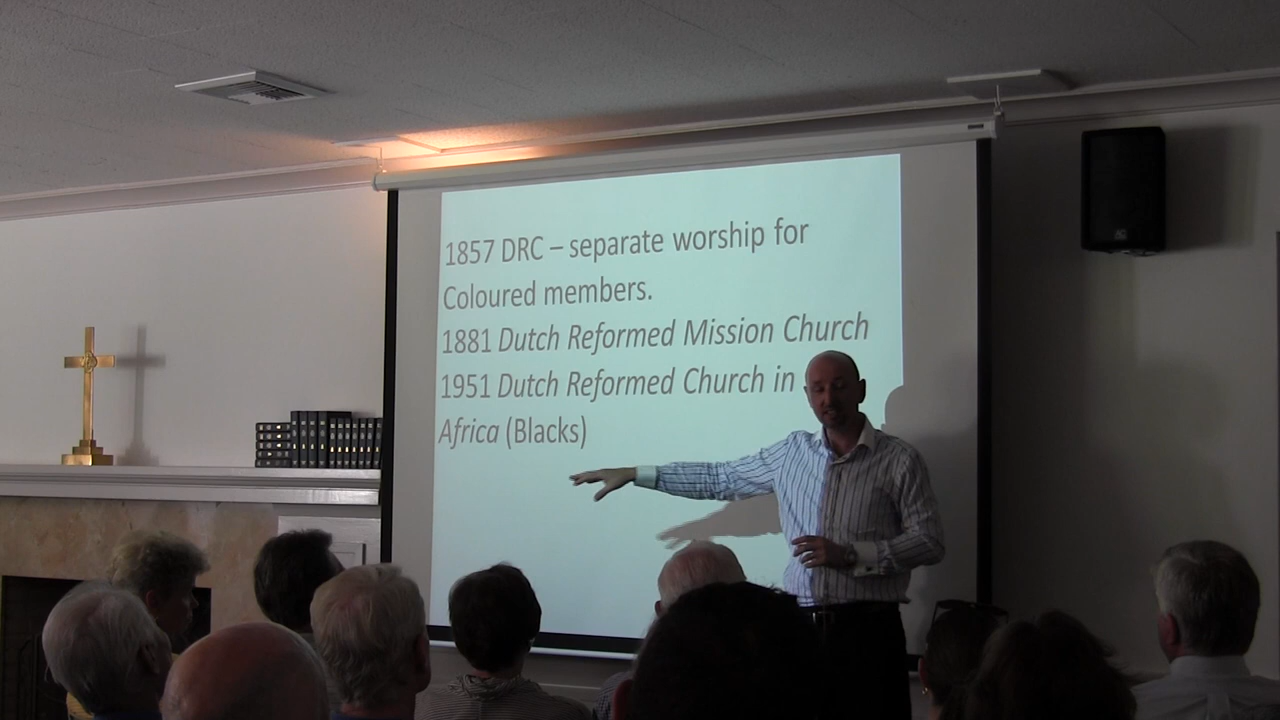 1857 DRC – separate worship for
Coloured members.
1881 Dutch Reformed Mission Church
1951 Dutch Reformed Church in
Africa (Blacks)